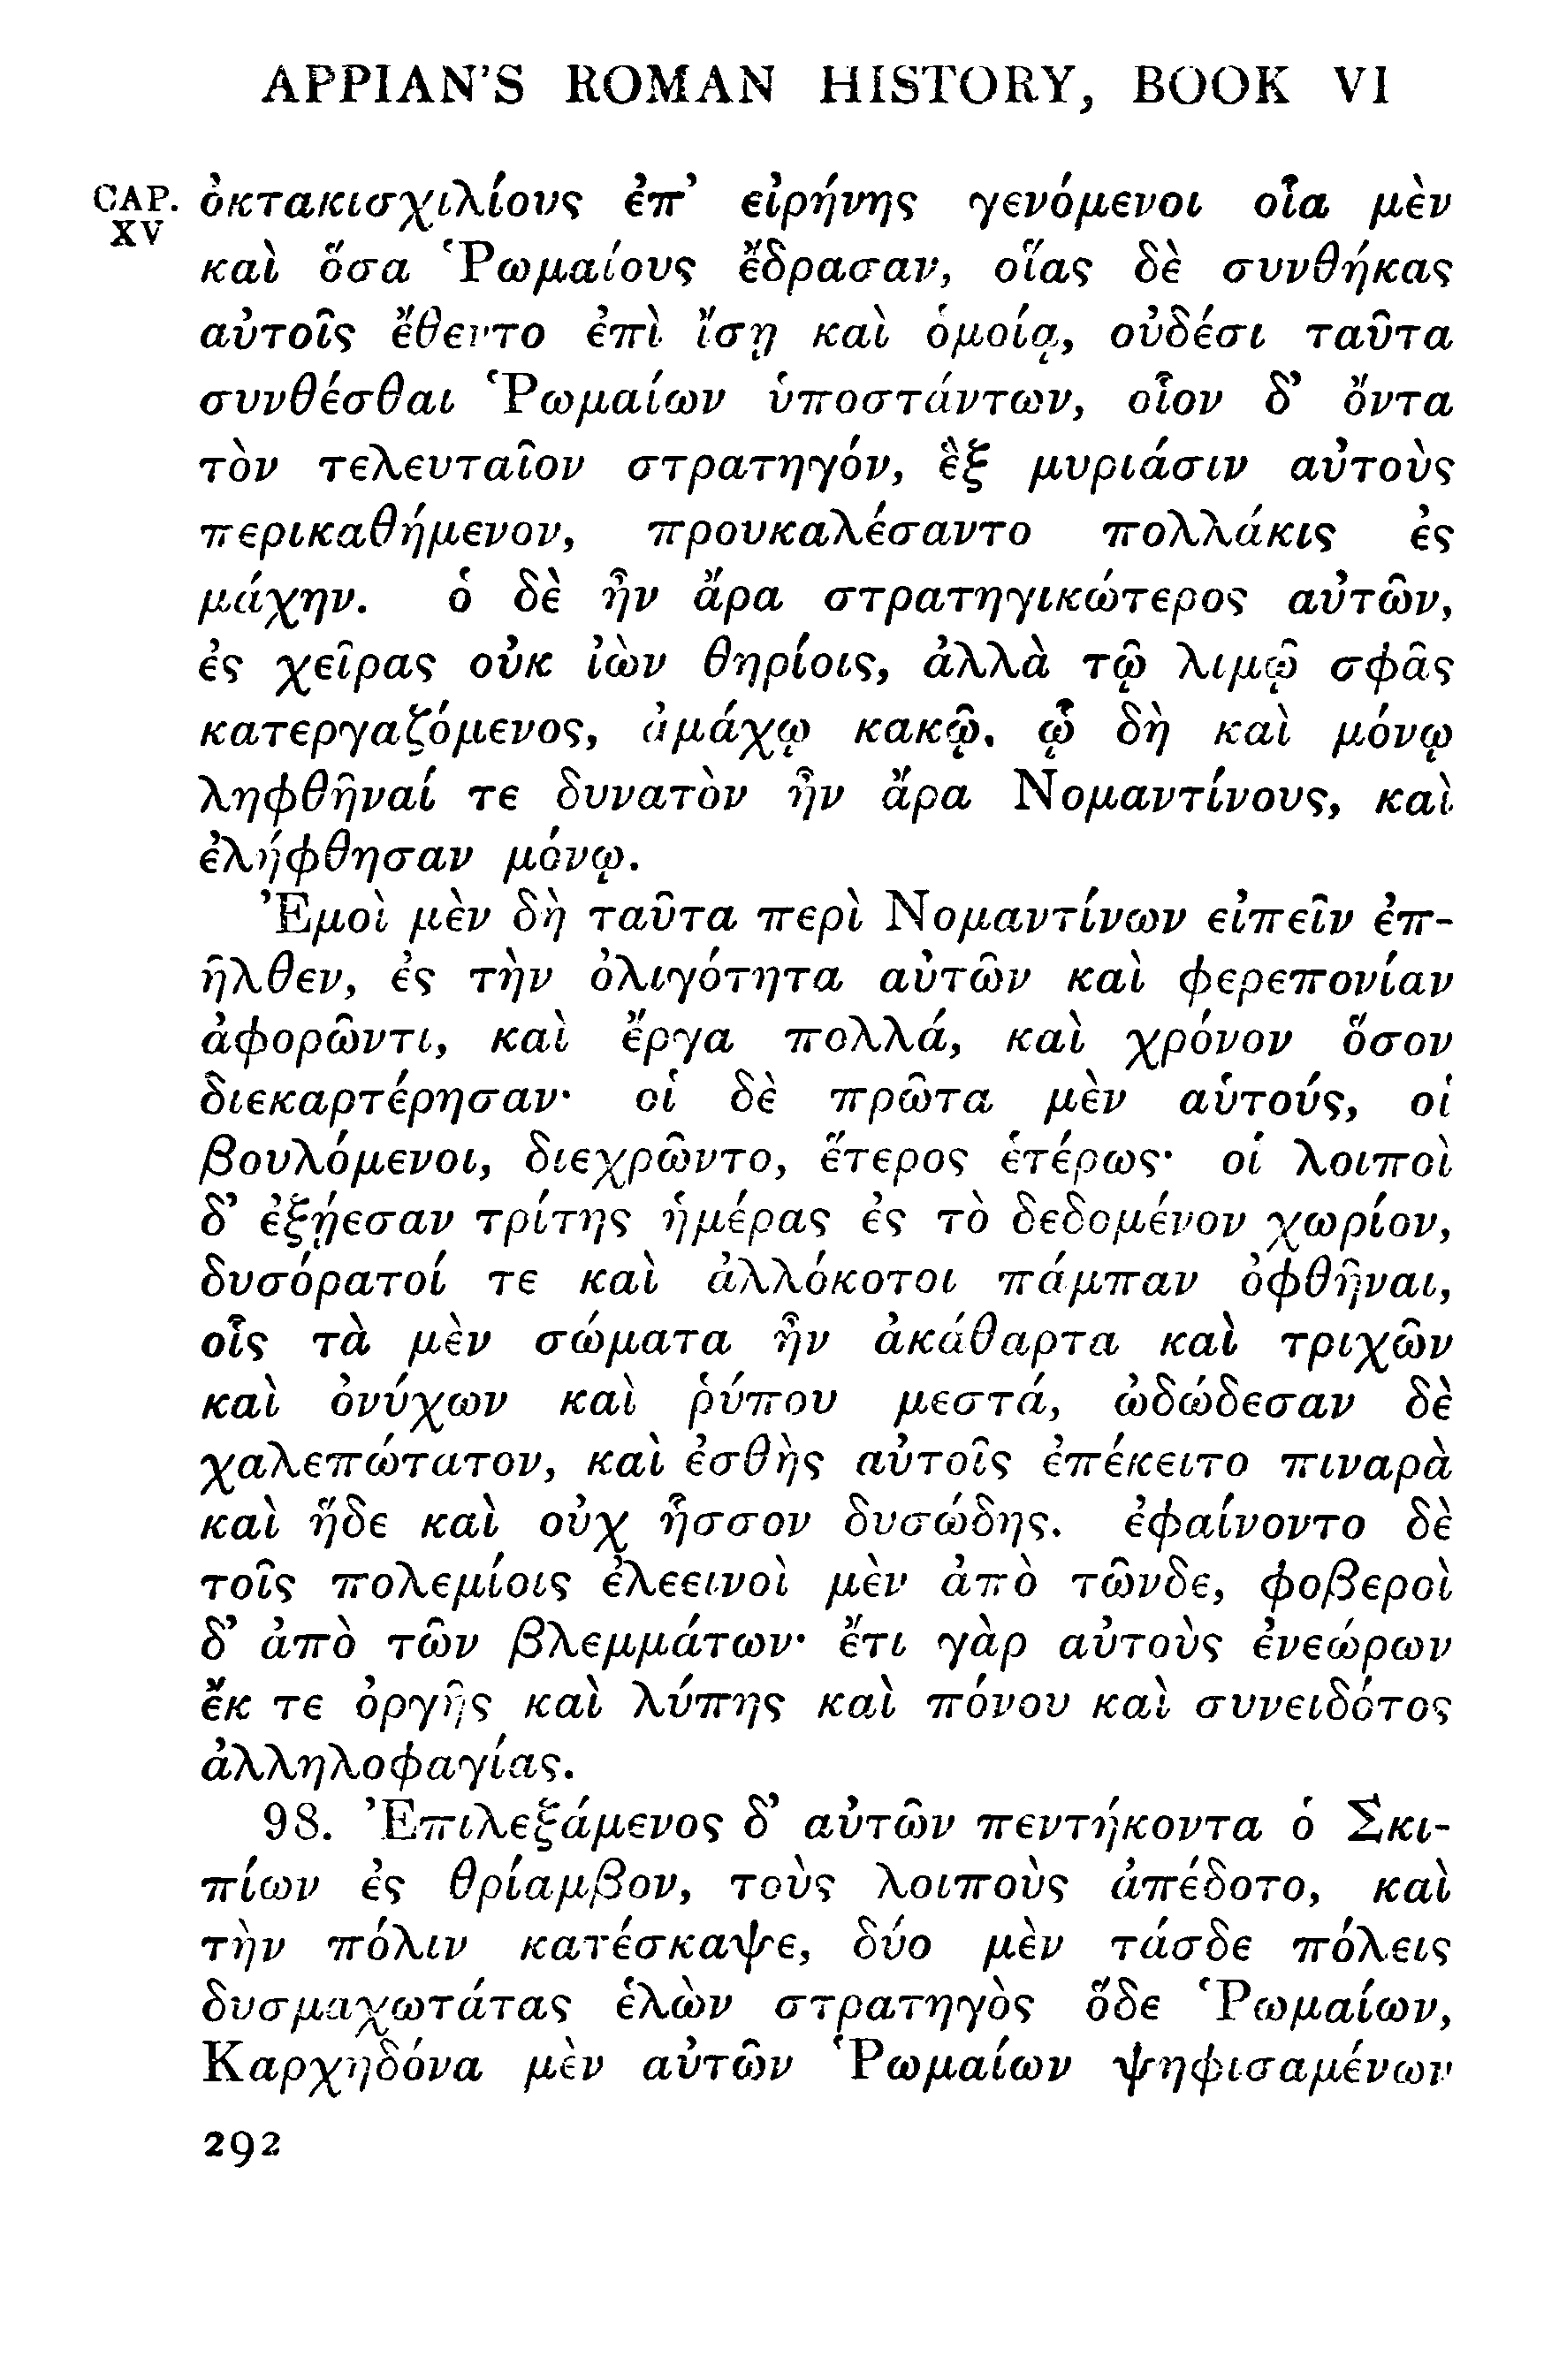 APPIAN'S ROMAN HISTORY, BOOK VI
CAP. XV
ὀκτακισχιλίους ἐπ' εἰρήνης γενόμενοι οἷα μὲν
καὶ ὅσα Ῥωμαίους ἔδρασαν, οἵας δὲ συνθήκας
αὐτοῖς ἔθεντο ἐπὶ ἴσῃ καὶ ὁμοίᾳ, οὐδέσι ταῦτα
συνθέσθαι Ῥωμαίων ὑποστάντων, οἷον δ' ὄντα
τὸν τελευταῖον στρατηγόν, ἓξ μυριάσιν αὐτοὺς
περικαθήμενον, προυκαλέσαντο πολλάκις ἐς
μάχην. ὁ δὲ ἦν ἄρα στρατηγικώτερος αὐτῶν,
ἐς χεῖρας οὐκ ἰὼν θηρίοις, ἀλλὰ τῷ λιμῷ σφᾶς
κατεργαζόμενος, ἀμάχῳ κακῷ, ᾧ δὴ καὶ μόνῳ
ληφθῆναί τε δυνατὸν ἦν ἄρα Νομαντίνους, καὶ
ἐλήφθησαν μόνῳ.
Ἐμοὶ μὲν δὴ ταῦτα περὶ Νομαντίνων εἰπεῖν ἐπ-
ῆλθεν, ἐς τὴν ὀλιγότητα αὐτῶν καὶ φερεπονίαν
ἀφορῶντι, καὶ ἔργα πολλά, καὶ χρόνον ὅσον
διεκαρτέρησαν· οἱ δὲ πρῶτα μὲν αὑτούς, οἱ
βουλόμενοι, διεχρῶντο, ἕτερος ἑτέρως· οἱ λοιποὶ
δ' ἐξῄεσαν τρίτης ἡμέρας ἐς τὸ δεδομένον χωρίον,
δυσόρατοί τε καὶ ἀλλόκοτοι πάμπαν ὀφθῆναι,
οἷς τὰ μὲν σώματα ἦν ἀκάθαρτα καὶ τριχῶν
καὶ ὀνύχων καὶ ῥύπου μεστά, ὠδώδεσαν δὲ
χαλεπώτατον, καὶ ἐσθὴς αὐτοῖς ἐπέκειτο πιναρὰ
καὶ ἥδε καὶ οὐχ ἧσσον δυσώδης. ἐφαίνοντο δὲ
τοῖς πολεμίοις ἐλεεινοὶ μὲν ἀπὸ τῶνδε, φοβεροὶ
δ' ἀπὸ τῶν βλεμμάτων· ἔτι γὰρ αὐτοὺς ἐνεώρων
ἔκ τε ὀργῆς καὶ λύπης καὶ πόνου καὶ συνειδότος
ἀλληλοφαγίας.
98. Ἐπιλεξάμενος δ' αὐτῶν πεντήκοντα ὁ Σκι-
πίων ἐς θρίαμβον, τοὺς λοιποὺς ἀπέδοτο, καὶ
τὴν πόλιν κατέσκαψε, δύο μὲν τάσδε πόλεις
δυσμαχωτάτας ἑλὼν στρατηγὸς ὅδε Ῥωμαίων,
Καρχηδόνα μὲν αὐτῶν Ῥωμαίων ψηφισαμένων
292